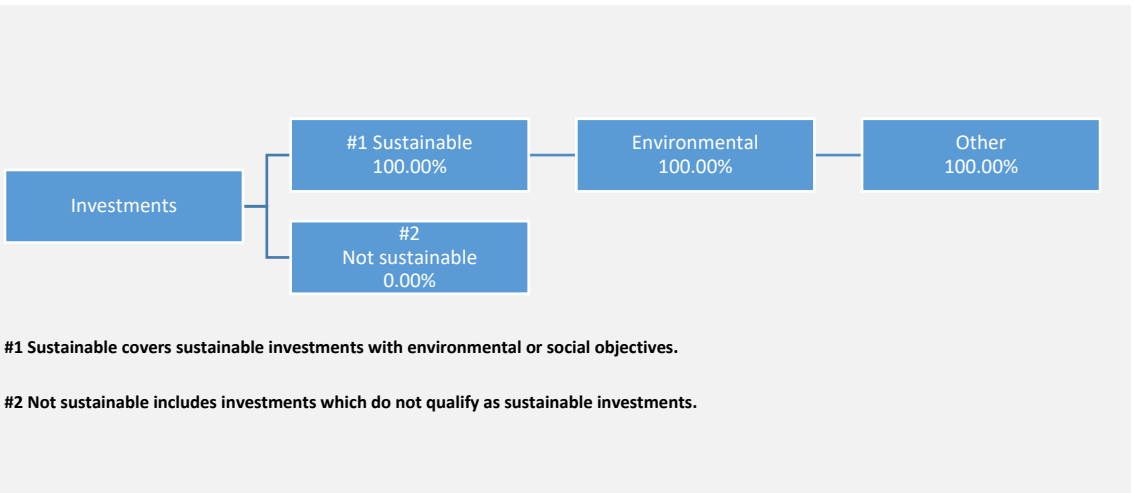 #1 Sustainable
100.00%
Environmental
100.00%
Other
100.00%
Investments
#2
Not sustainable
0.00%
#1 Sustainable covers sustainable investments with environmental or social objectives.
#2 Not sustainable includes investments which do not qualify as sustainable investments.